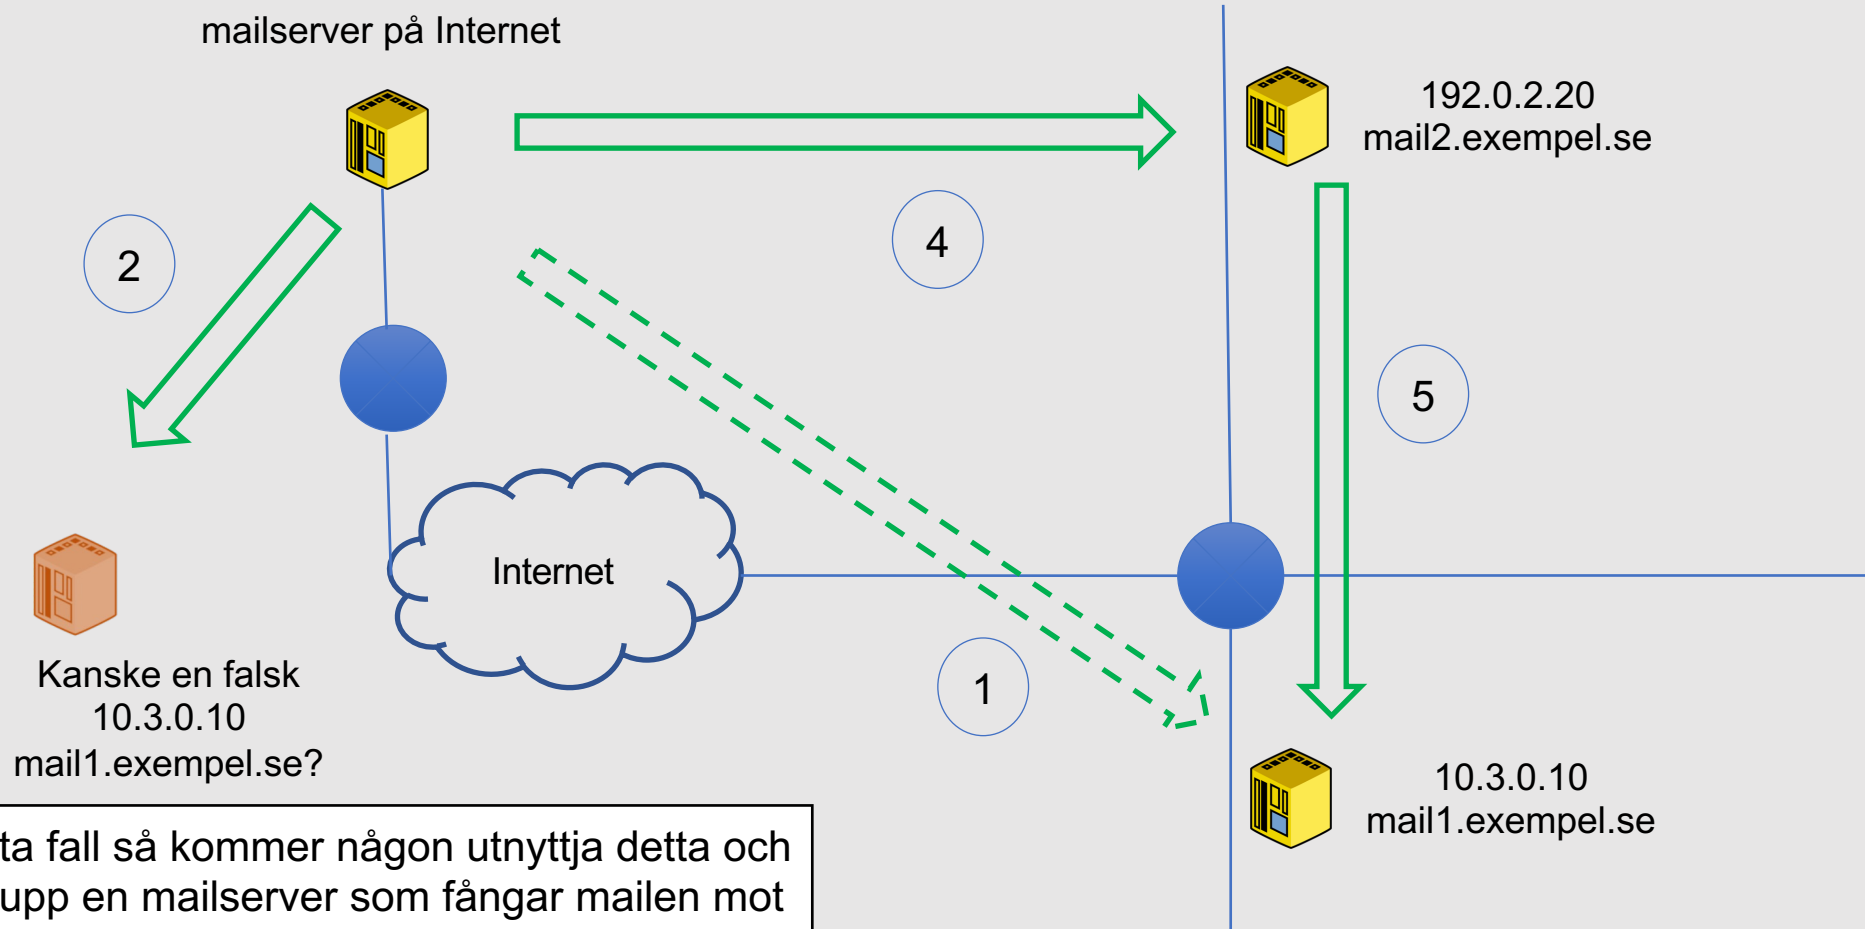 mailserver på Internet
192.0.2.20
mail2.exempel.se
2
4
5
Internet
1
Kanske en falsk
10.3.0.10
mail1.exempel.se?
10.3.0.10
mail1.exempel.se
ta fall så kommer någon utnyttja detta och
upp en mailserver som fångar mailen mot